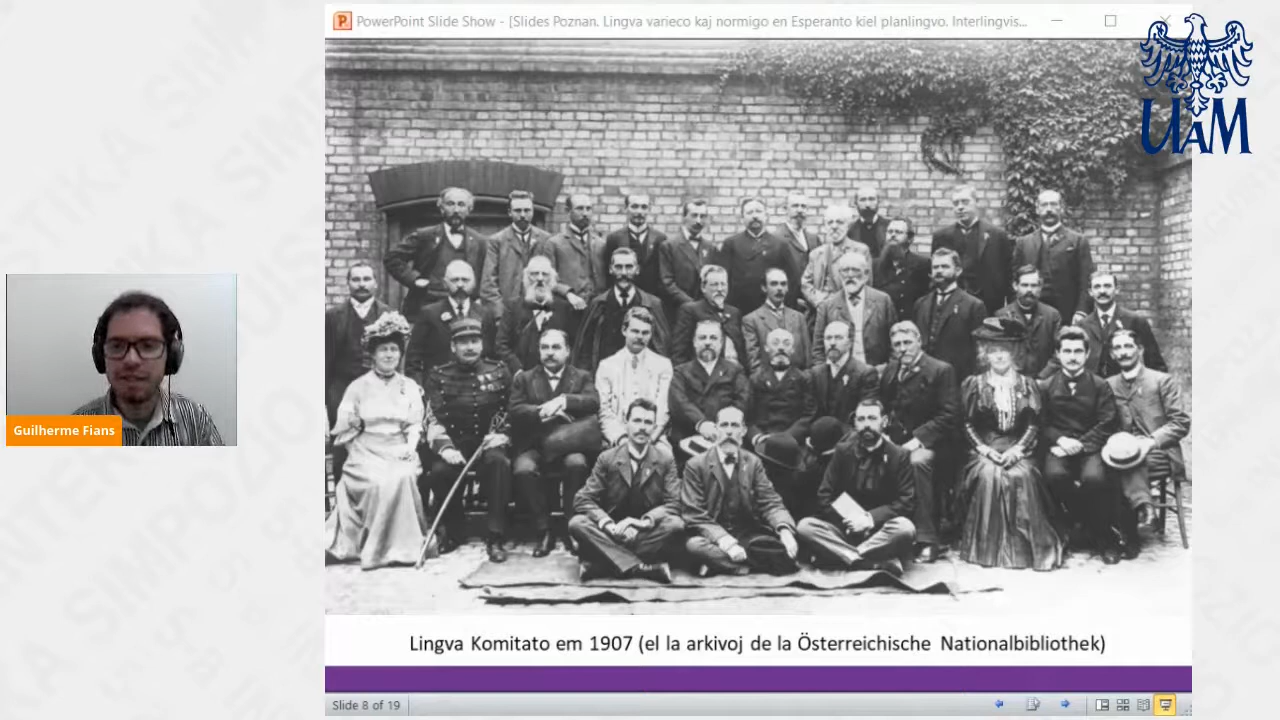 PowerPoint Slide Show - [Slides Poznan. Lingva varieco kaj normigo en Esperanto kiel planlingvo. Interlingvis...
UAM
Guilherme Fians
Lingva Komitato em 1907 (el la arkivoj de la Österreichische Nationalbibliothek)
Slide 8 of 19